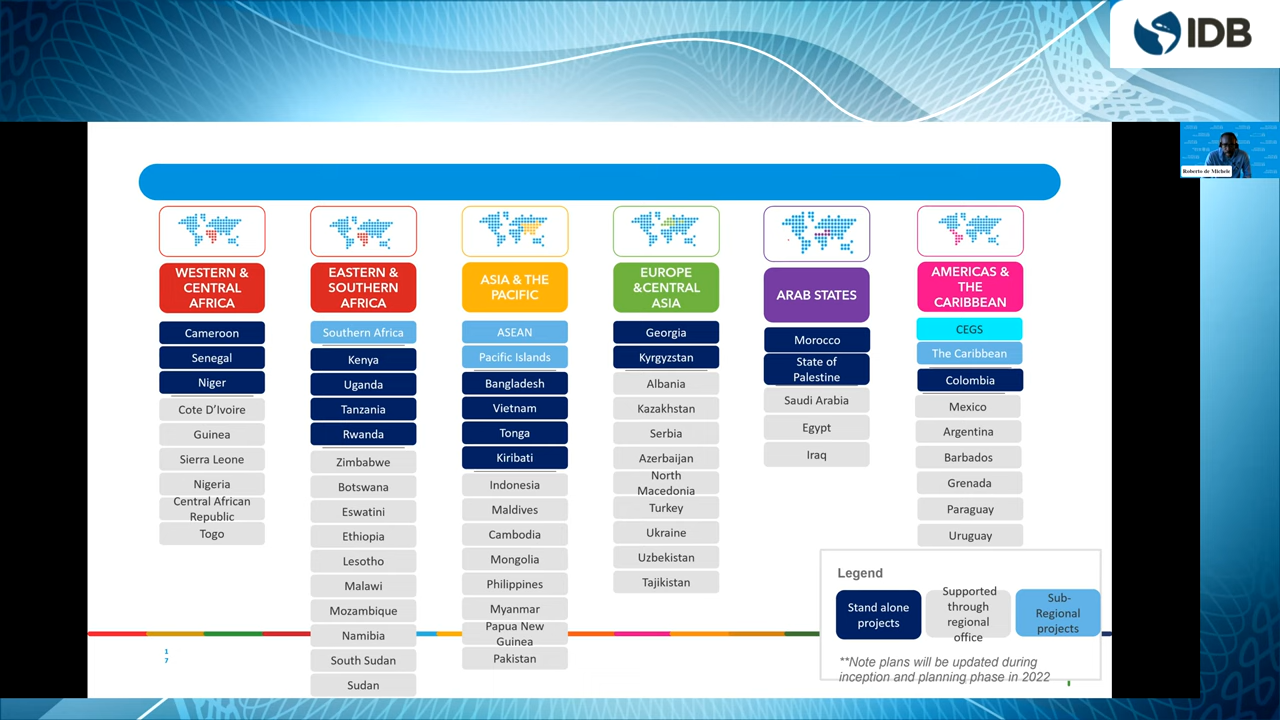 IDB
Roberto de Michele
WESTERN &
CENTRAL
AFRICA
Cameroon
Senegal
Niger
Cote D'Ivoire
Guinea
Sierra Leone
Nigeria
Central African
Republic
Togo
EASTERN &
SOUTHERN
AFRICA
Southern Africa
Kenya
Uganda
Tanzania
Rwanda
Zimbabwe
Botswana
Eswatini
Ethiopia
Lesotho
Malawi
Mozambique
Namibia
South Sudan
Sudan
ASIA & THE
PACIFIC
ASEAN
Pacific Islands
Bangladesh
Vietnam
Tonga
Kiribati
Indonesia
Maldives
Cambodia
Mongolia
Philippines
Myanmar
Papua New
Guinea
Pakistan
EUROPE
&CENTRAL
ASIA
Georgia
Kyrgyzstan
Albania
Kazakhstan
Serbia
Azerbaijan
North
Macedonia
Turkey
Ukraine
Uzbekistan
Tajikistan
ARAB STATES
Morocco
State of
Palestine
Saudi Arabia
Egypt
Iraq
AMERICAS &
THE
CARIBBEAN
CEGS
The Caribbean
Colombia
Mexico
Argentina
Barbados
Grenada
Paraguay
Uruguay
Legend
Stand alone
projects
Supported
through
regional
office
Sub-
Regional
projects
**Note plans will be updated during
inception and planning phase in 2022
1
7